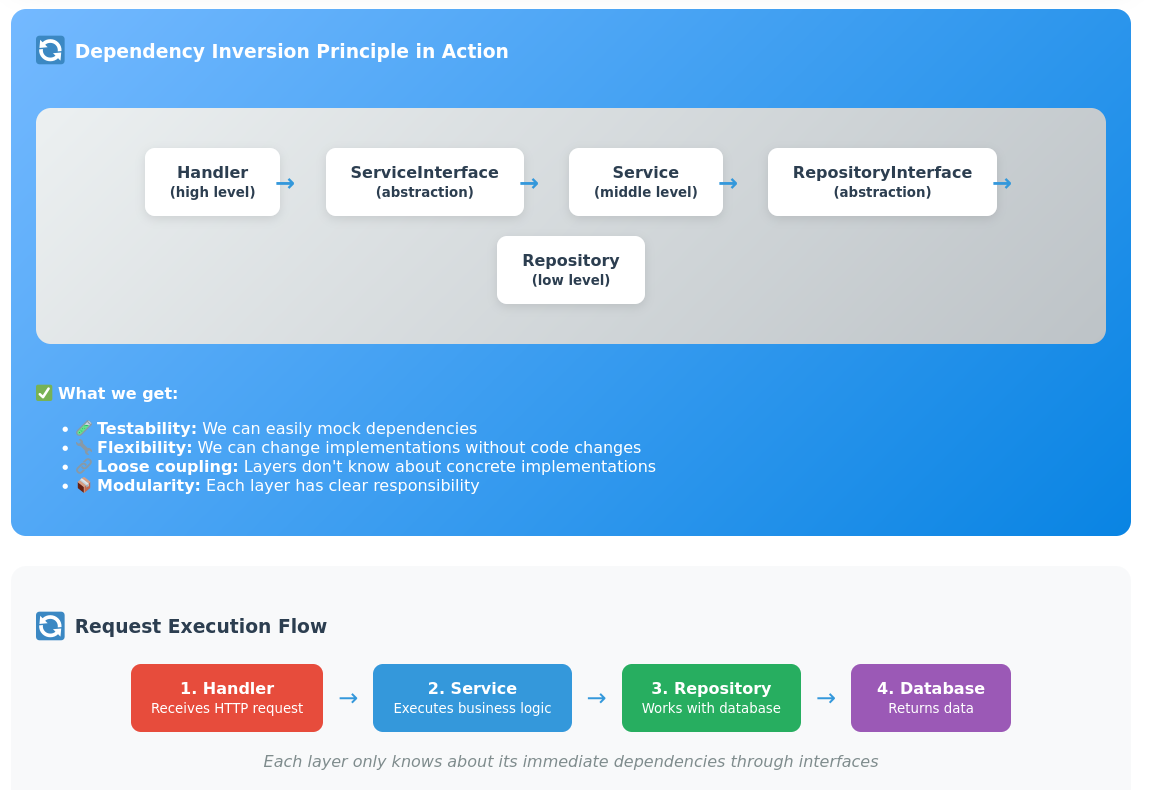 🔄 Dependency Inversion Principle in Action
Handler
(high level)
→
ServiceInterface
(abstraction)
→
Service
(middle level)
→
RepositoryInterface
(abstraction)
→
Repository
(low level)
✅ What we get:
• 🧪 Testability: We can easily mock dependencies
• 🔧 Flexibility: We can change implementations without code changes
• 🔗 Loose coupling: Layers don't know about concrete implementations
• 📦 Modularity: Each layer has clear responsibility
🔄 Request Execution Flow
1. Handler
Receives HTTP request
→
2. Service
Executes business logic
→
3. Repository
Works with database
→
4. Database
Returns data
Each layer only knows about its immediate dependencies through interfaces